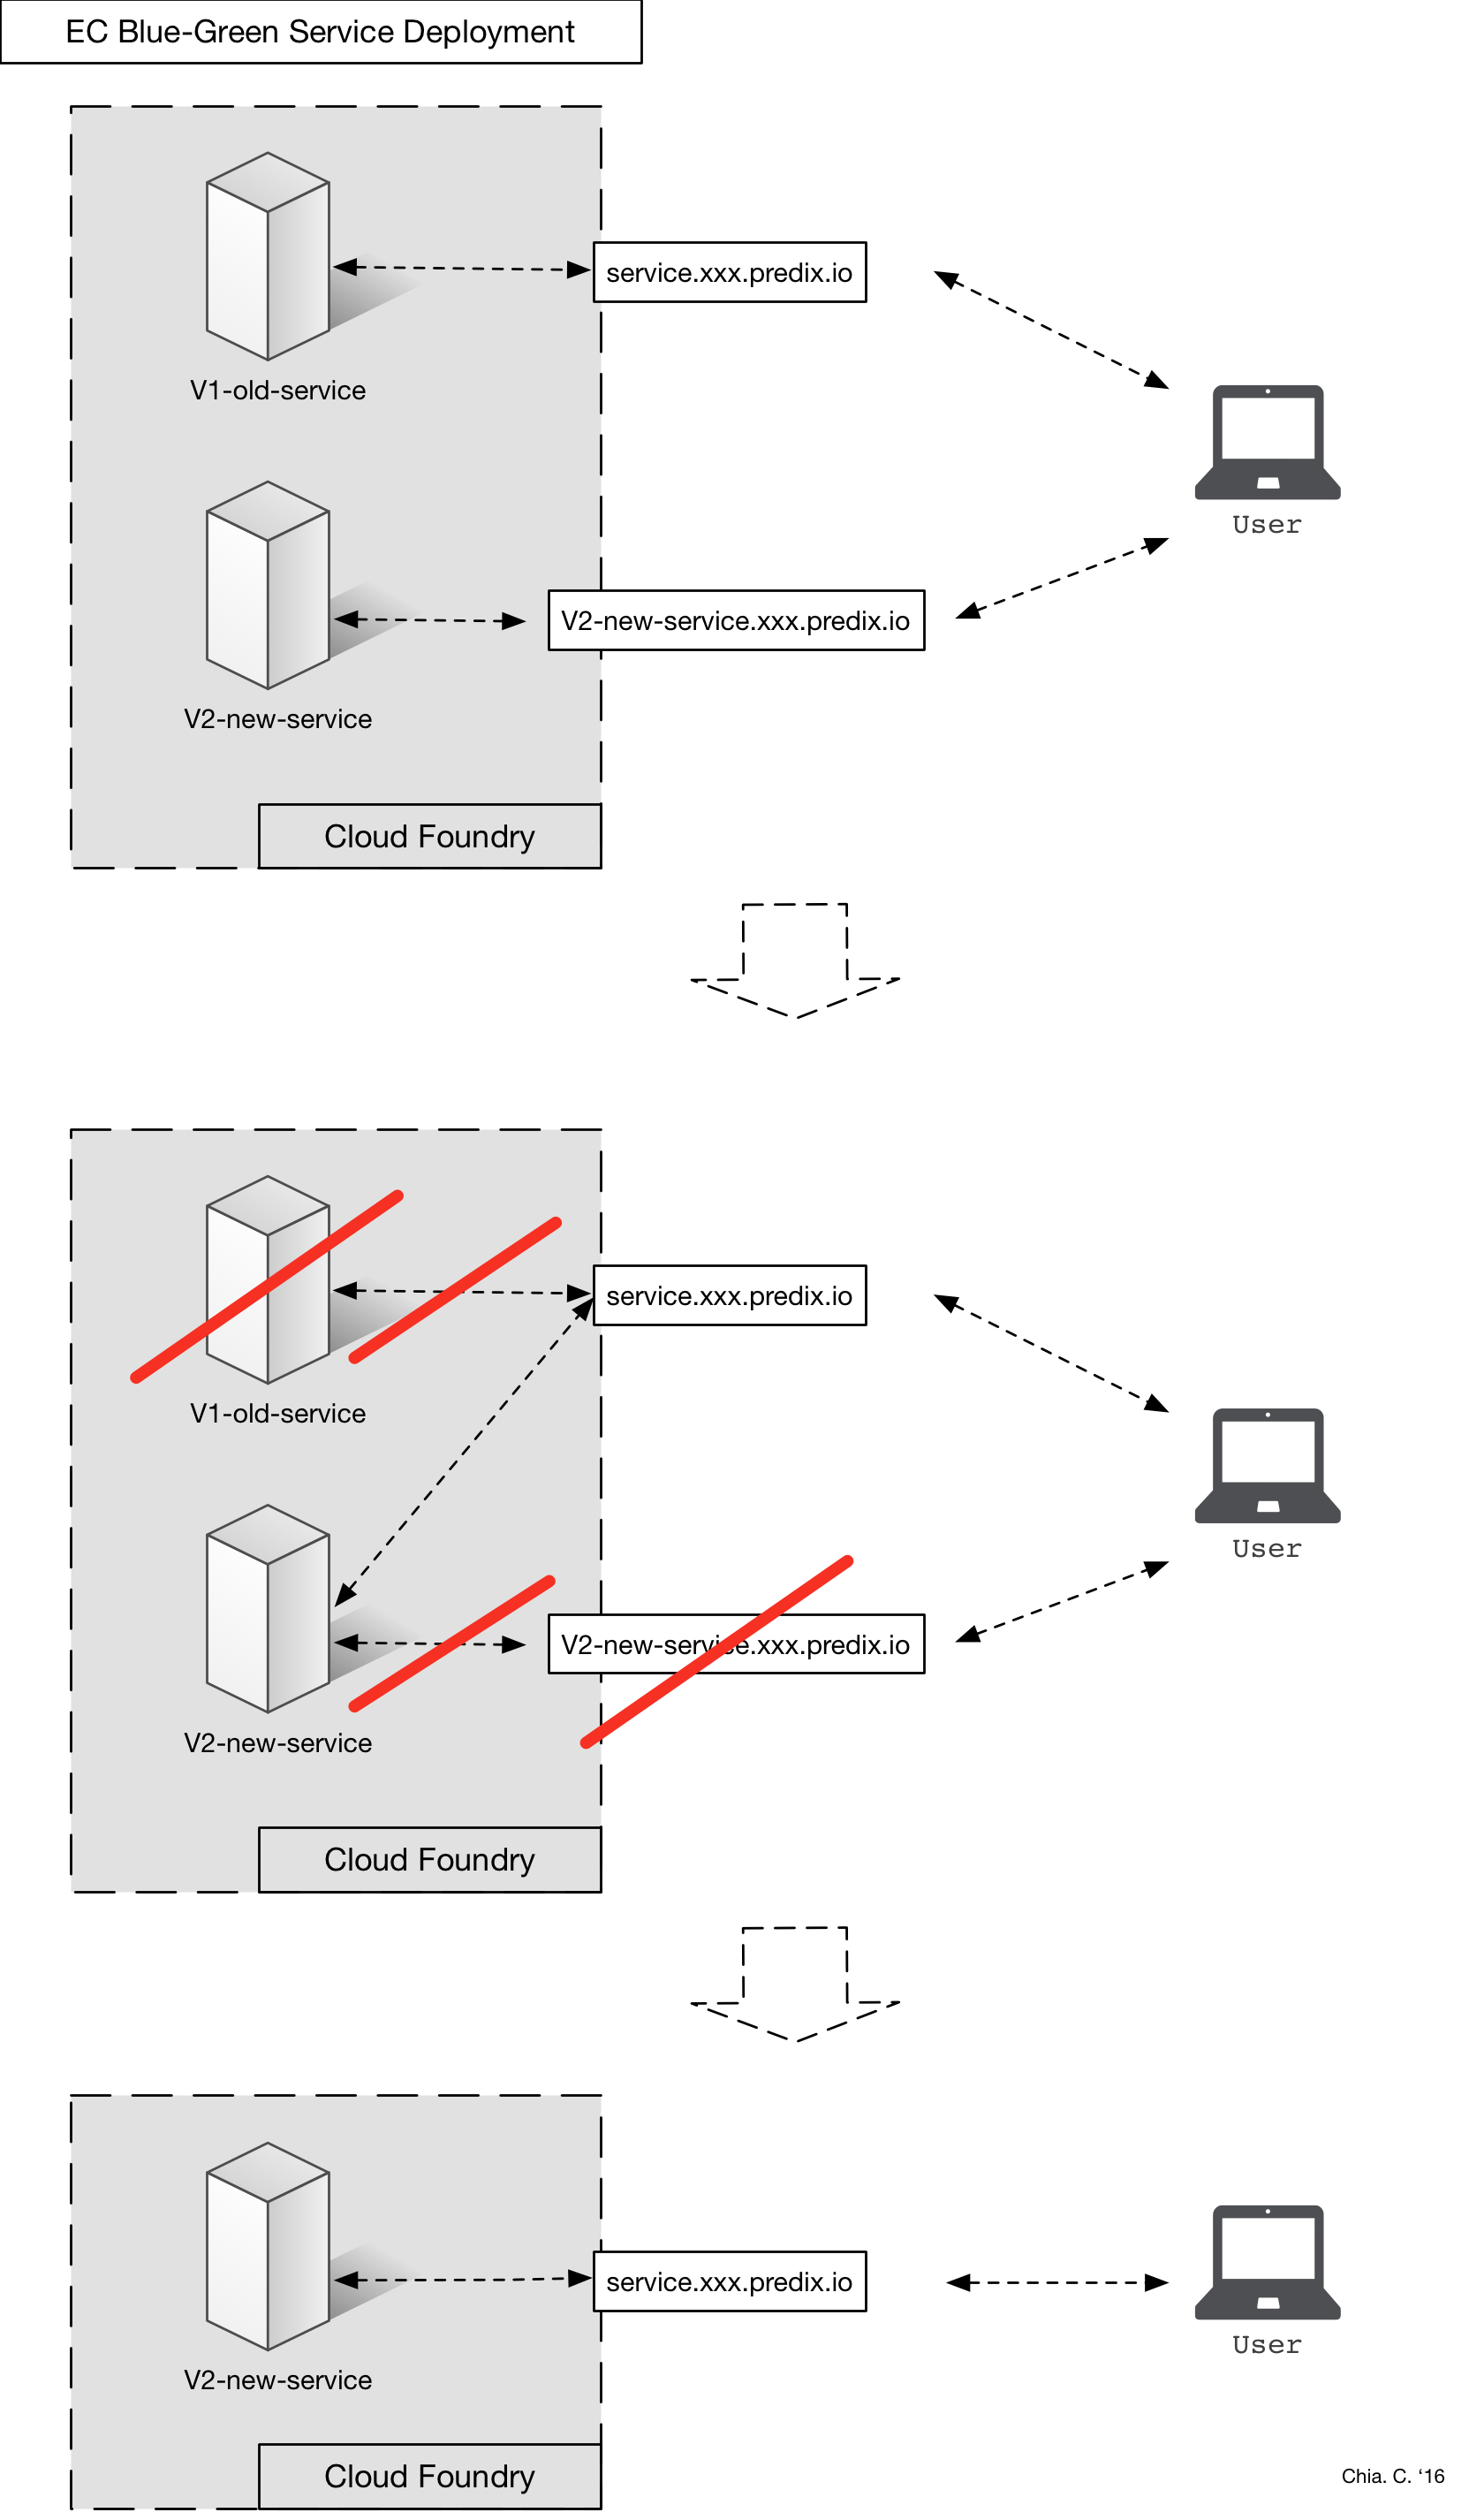 EC Blue-Green Service Deployment
service.xxx.predix.io
V1-old-service
User
V2-new-service.xxx.predix.io
V2-new-service
Cloud Foundry
service.xxx.predix.io
V1-old-service
User
V2-new-service.xxx.predix.io
V2-new-service
Cloud Foundry
service.xxx.predix.io
User
V2-new-service
Cloud Foundry
Chia. C. ‘16